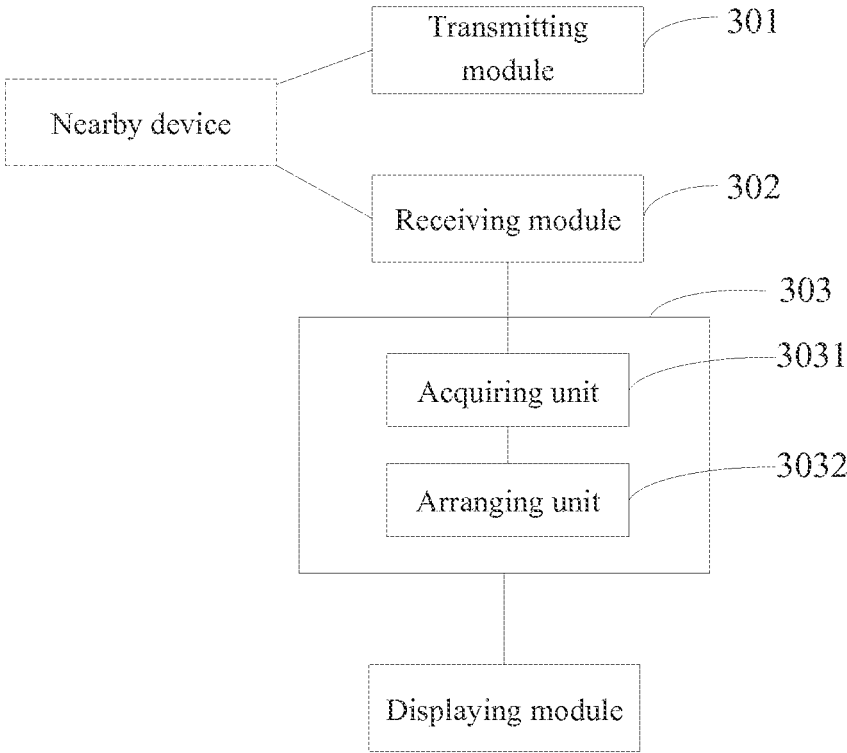 Transmitting
module
301
Nearby device
Receiving module
302
303
Acquiring unit
3031
Arranging unit
3032
Displaying module